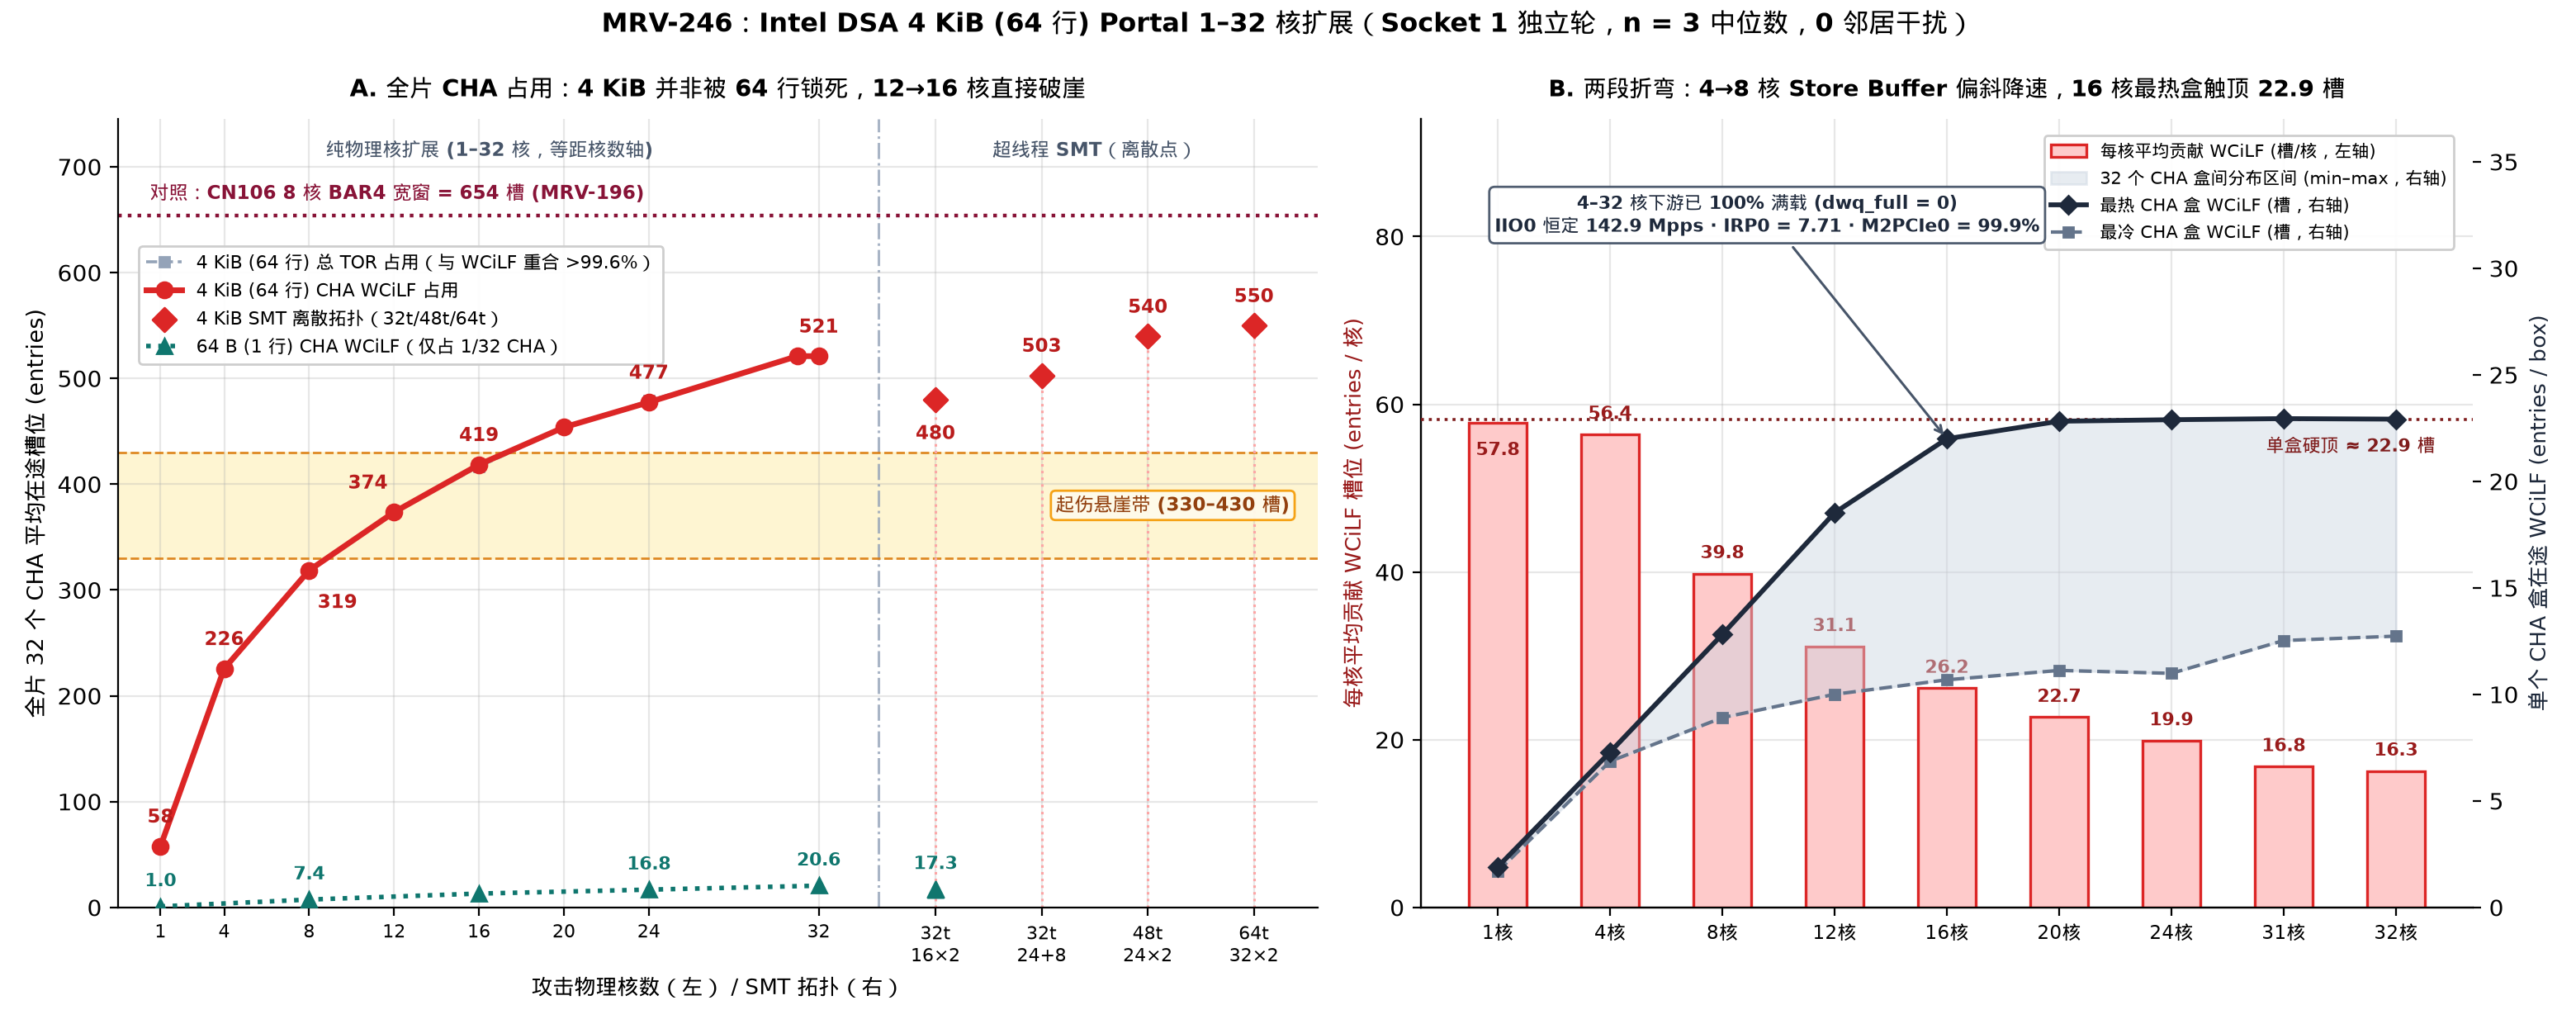 MRV-246：Intel DSA 4 KiB (64 行) Portal 1–32 核扩展（Socket 1 独立轮，n = 3 中位数，0 邻居干扰）
A. 全片 CHA 占用：4 KiB 并非被 64 行锁死，12→16 核直接破崖
纯物理核扩展 (1–32 核，等距核数轴)
超线程 SMT（离散点）
对照：CN106 8 核 BAR4 宽窗 = 654 槽 (MRV-196)
4 KiB (64 行) 总 TOR 占用（与 WCiLF 重合 >99.6%）
4 KiB (64 行) CHA WCiLF 占用
4 KiB SMT 离散拓扑（32t/48t/64t）
64 B (1 行) CHA WCiLF（仅占 1/32 CHA）
全片 32 个 CHA 平均在途槽位 (entries)
700
600
500
400
300
200
100
0
58
226
319
374
419
477
521
480
503
540
550
起伤悬崖带 (330–430 槽)
1.0
7.4
16.8
20.6
17.3
1
4
8
12
16
20
24
32
32t
16×2
32t
24+8
48t
24×2
64t
32×2
攻击物理核数（左） / SMT 拓扑（右）
B. 两段折弯：4→8 核 Store Buffer 偏斜降速，16 核最热盒触顶 22.9 槽
每核平均贡献 WCiLF (槽/核，左轴)
32 个 CHA 盒间分布区间 (min–max，右轴)
最热 CHA 盒 WCiLF (槽，右轴)
最冷 CHA 盒 WCiLF (槽，右轴)
4–32 核下游已 100% 满载 (dwq_full = 0)
IIO0 恒定 142.9 Mpps · IRP0 = 7.71 · M2PCIe0 = 99.9%
每核平均贡献 WCiLF 槽位 (entries / 核)
80
60
40
20
0
57.8
56.4
39.8
31.1
26.2
22.7
19.9
16.8
16.3
单盒硬顶 ≈ 22.9 槽
1核
4核
8核
12核
16核
20核
24核
31核
32核
35
30
25
20
15
10
5
0
单个 CHA 盒在途 WCiLF (entries / box)